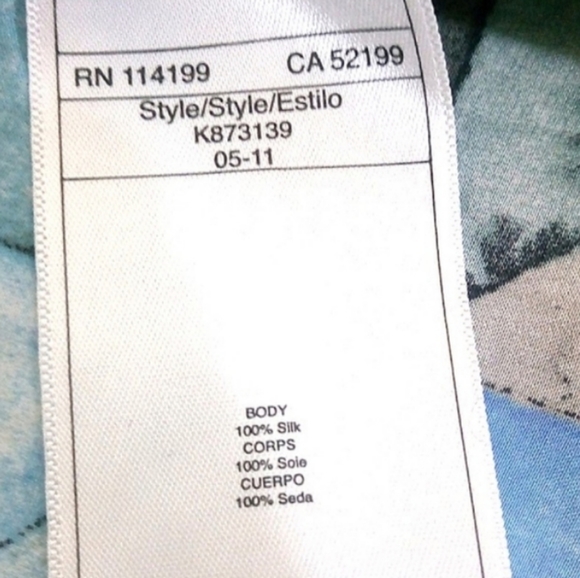 RN 114199 CA 52199
Style/Style/Estilo
K873139
05-11
BODY
100% Silk
CORPS
100% Soie
CUERPO
100% Seda